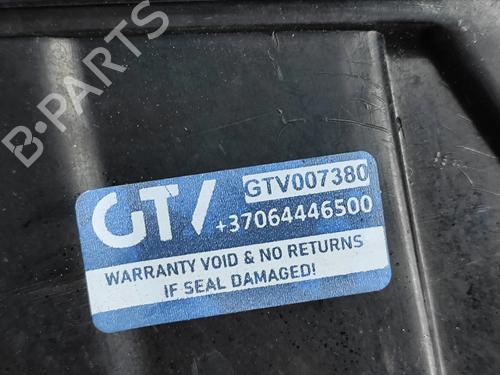 B-PARTS
GTV
GTV007380
+37064446500
WARRANTY VOID & NO RETURNS
IF SEAL DAMAGED!